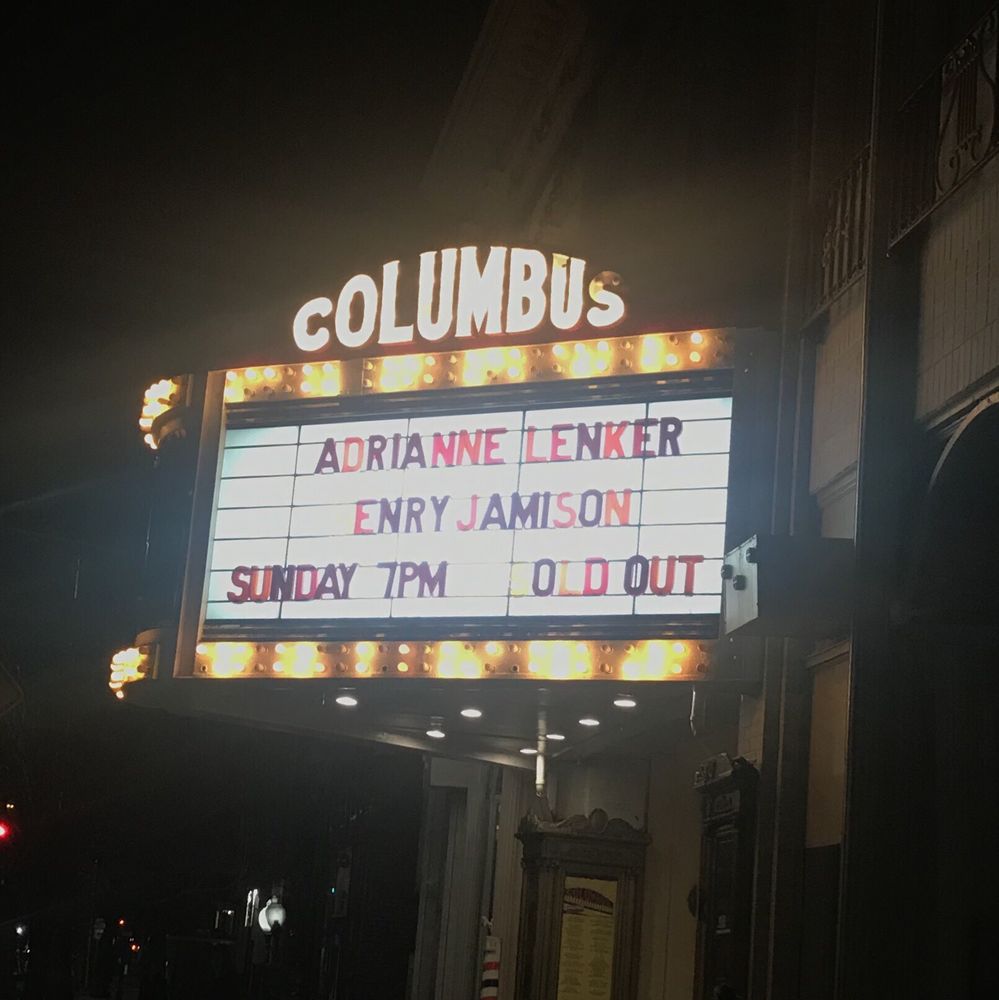 COLUMBUS
ADRIANNE LENKER
ENRY JAMISON
SUNDAY 7PM SOLD OUT